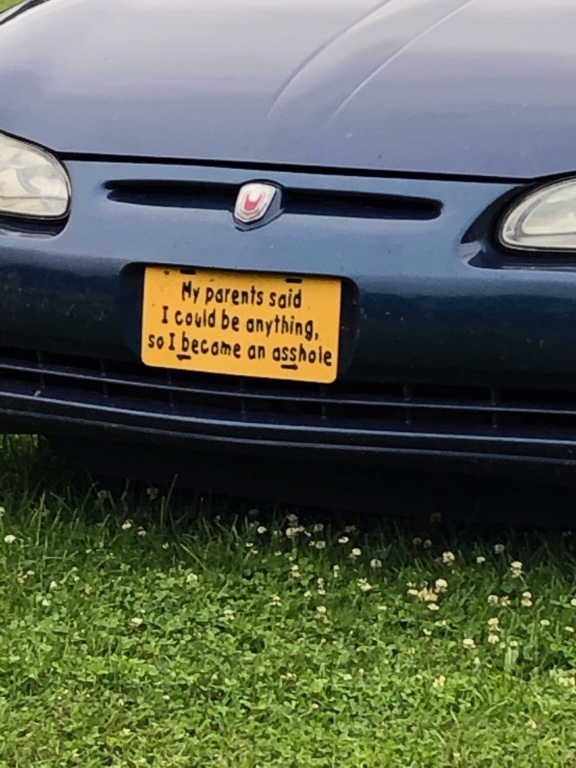 My parents said
I could be anything,
so I became an asshole